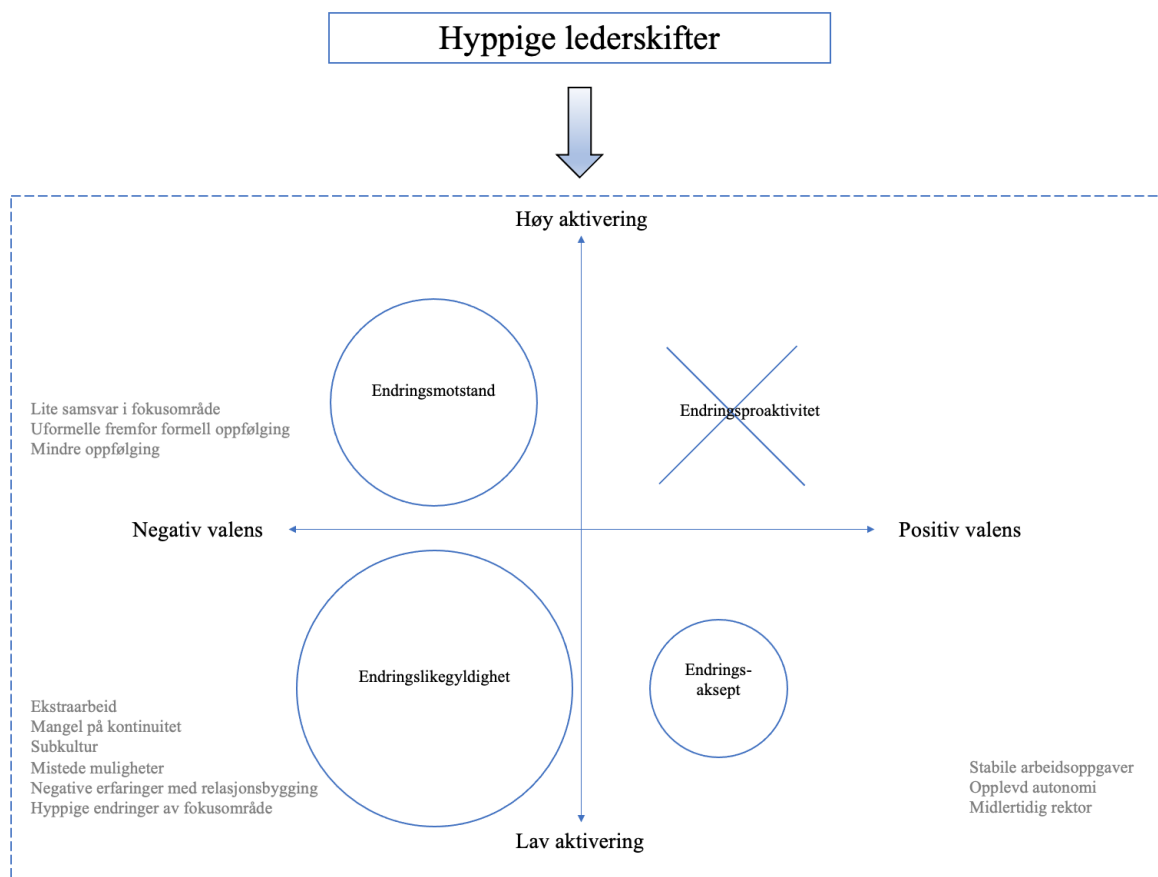 Hyppige lederskifter
Høy aktivering
Endringsmotstand
Endringsproaktivitet
Lite samsvar i fokusområde
Uformelle fremfor formell oppfølging
Mindre oppfølging
Negativ valens
Positiv valens
Endringslikegyldighet
Endrings-
aksept
Ekstraarbeid
Mangel på kontinuitet
Subkultur
Mistede muligheter
Negative erfaringer med relasjonsbygging
Hyppige endringer av fokusområde
Stabile arbeidsoppgaver
Opplevd autonomi
Midlertidig rektor
Lav aktivering